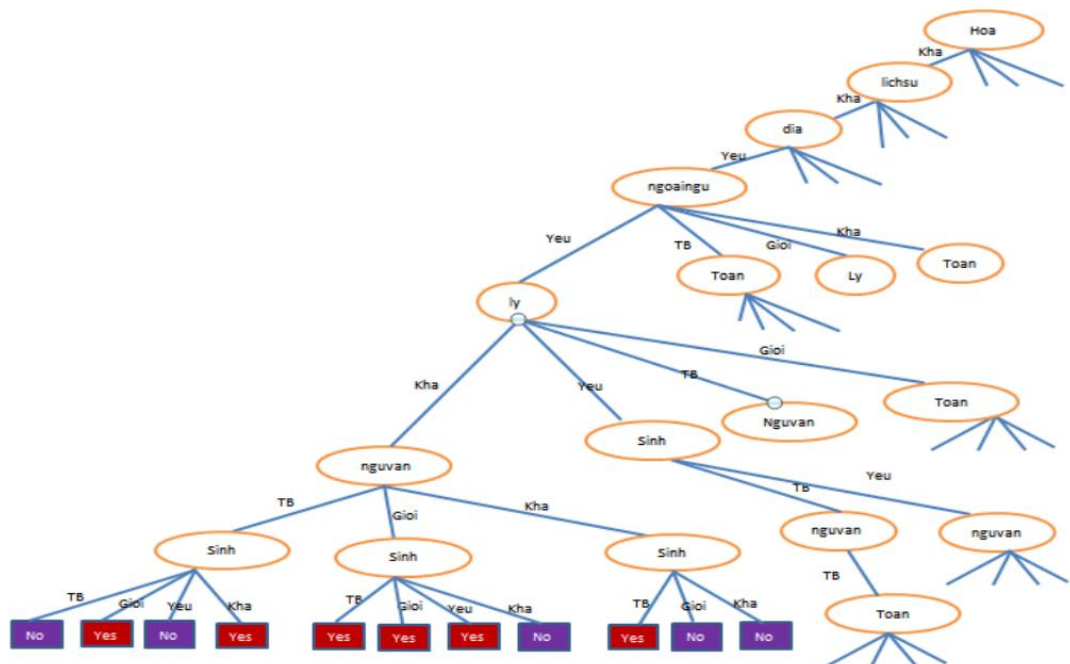 Hoa
Kha
lichsu
Kha
dia
Yeu
ngoaingu
Yeu
TB
Gioi
Kha
Toan
Ly
Toan
ly
Kha
Yeu
TB
Gioi
Toan
Nguvan
Sinh
nguvan
TB
Gioi
Kha
TB
Yeu
nguvan
nguvan
Sinh
Sinh
Sinh
TB
Toan
TB
Gioi
Yeu
Kha
TB
Gioi
Yeu
Kha
TB
Gioi
Kha
No
Yes
No
Yes
Yes
Yes
Yes
No
Yes
No
No